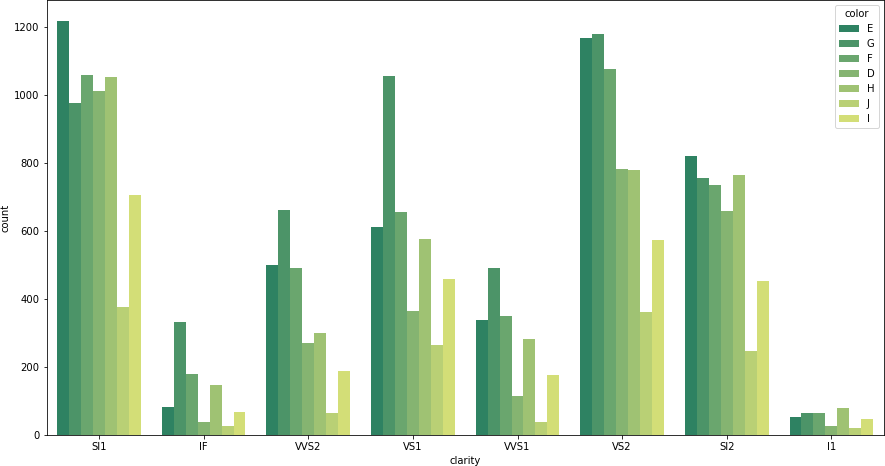 color
E
G
F
D
H
J
I
1200
1000
800
600
400
200
0
count
SI1 IF VVS2 VS1 VVS1 VS2 SI2 I1
clarity